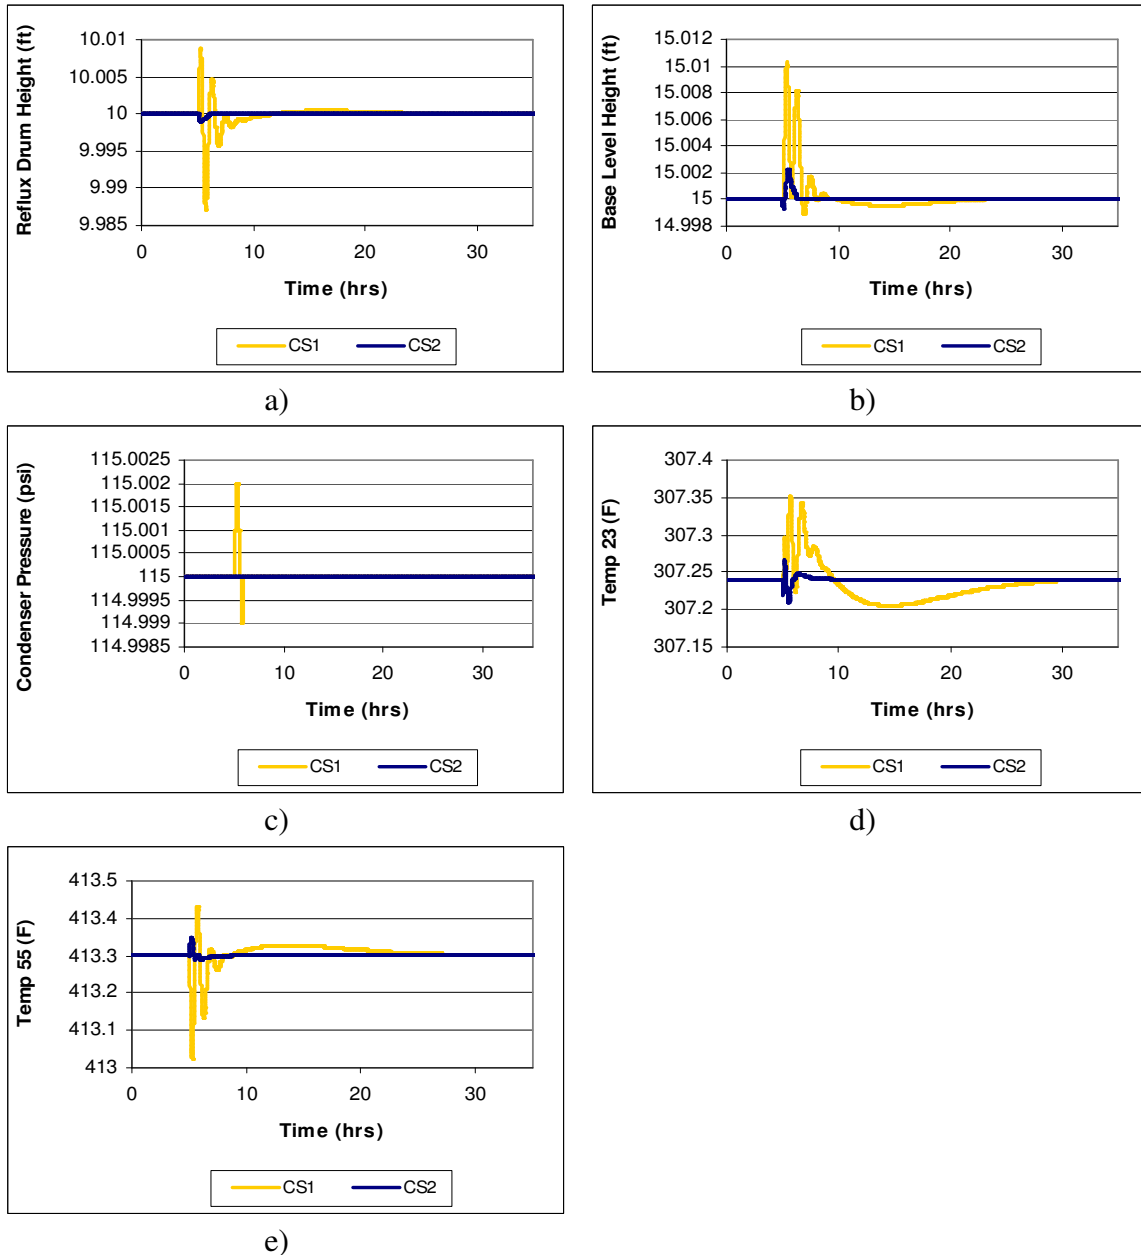 Reflux Drum Height (ft)
10.01
10.005
10
9.995
9.99
9.985
0 10 20 30
Time (hrs)
CS1 CS2
a)
Base Level Height (ft)
15.012
15.01
15.008
15.006
15.004
15.002
15
14.998
0 10 20 30
Time (hrs)
CS1 CS2
b)
Condenser Pressure (psi)
115.0025
115.002
115.0015
115.001
115.0005
115
114.9995
114.999
114.9985
0 10 20 30
Time (hrs)
CS1 CS2
c)
Temp 23 (F)
307.4
307.35
307.3
307.25
307.2
307.15
0 10 20 30
Time (hrs)
CS1 CS2
d)
Temp 55 (F)
413.5
413.4
413.3
413.2
413.1
413
0 10 20 30
Time (hrs)
CS1 CS2
e)